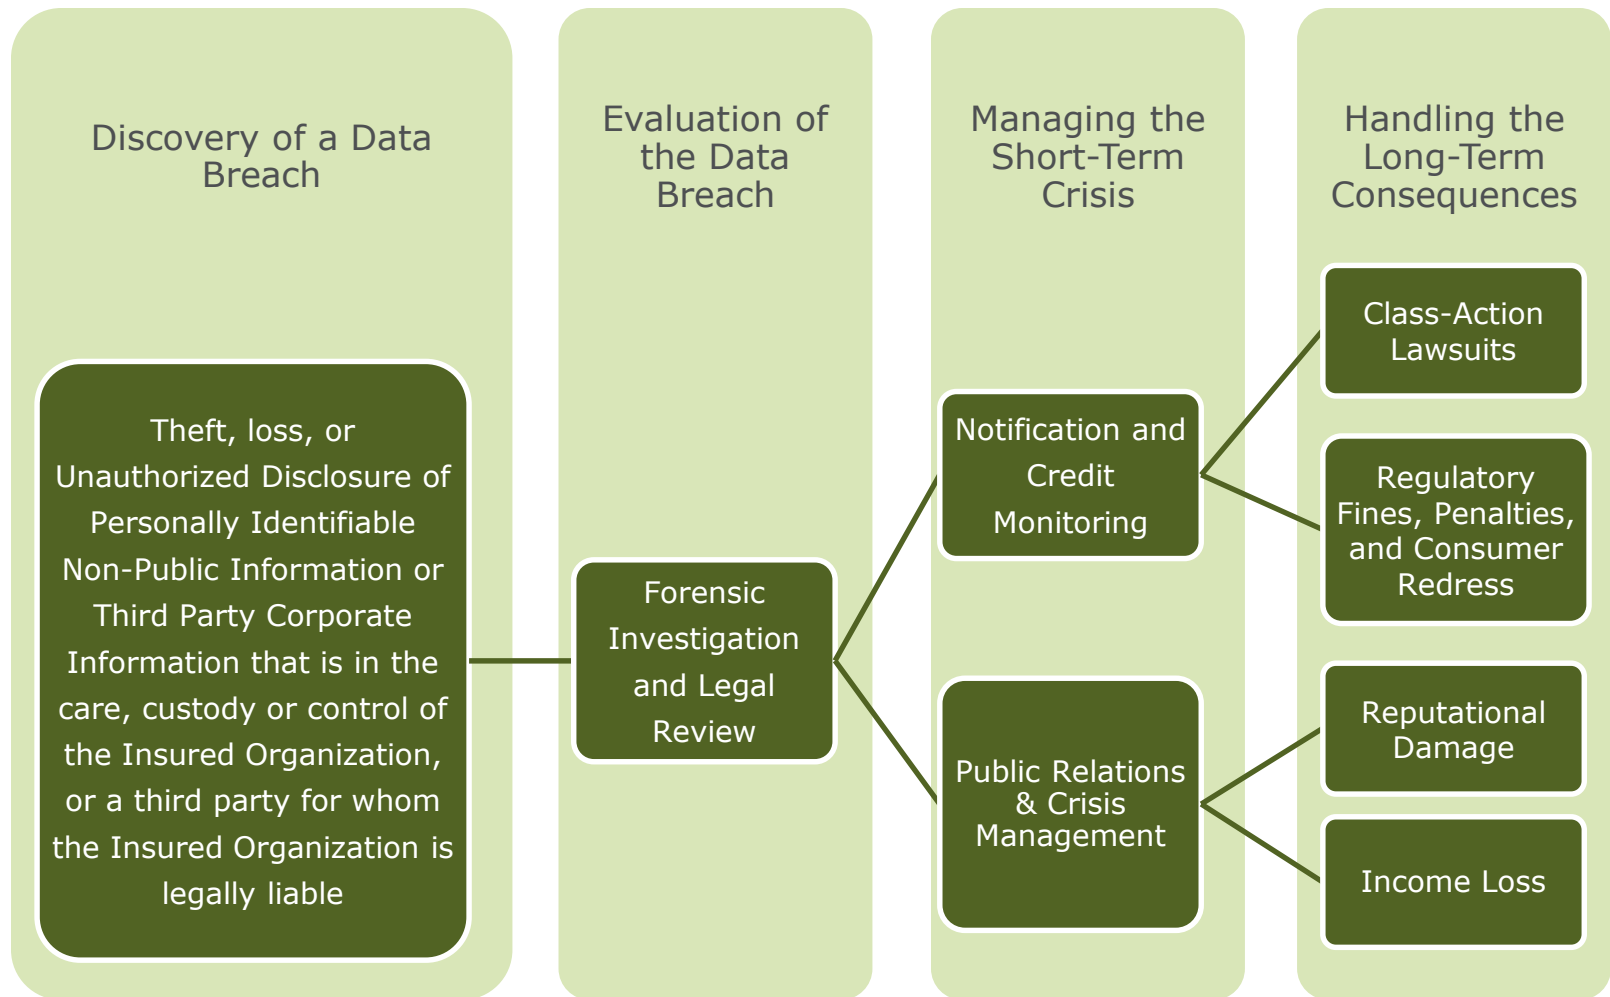 Discovery of a Data
Breach
Theft, loss, or
Unauthorized Disclosure of
Personally Identifiable
Non-Public Information or
Third Party Corporate
Information that is in the
care, custody or control of
the Insured Organization,
or a third party for whom
the Insured Organization is
legally liable
Evaluation of
the Data
Breach
Forensic
Investigation
and Legal
Review
Managing the
Short-Term
Crisis
Notification and
Credit
Monitoring
Public Relations
& Crisis
Management
Handling the
Long-Term
Consequences
Class-Action
Lawsuits
Regulatory
Fines, Penalties,
and Consumer
Redress
Reputational
Damage
Income Loss